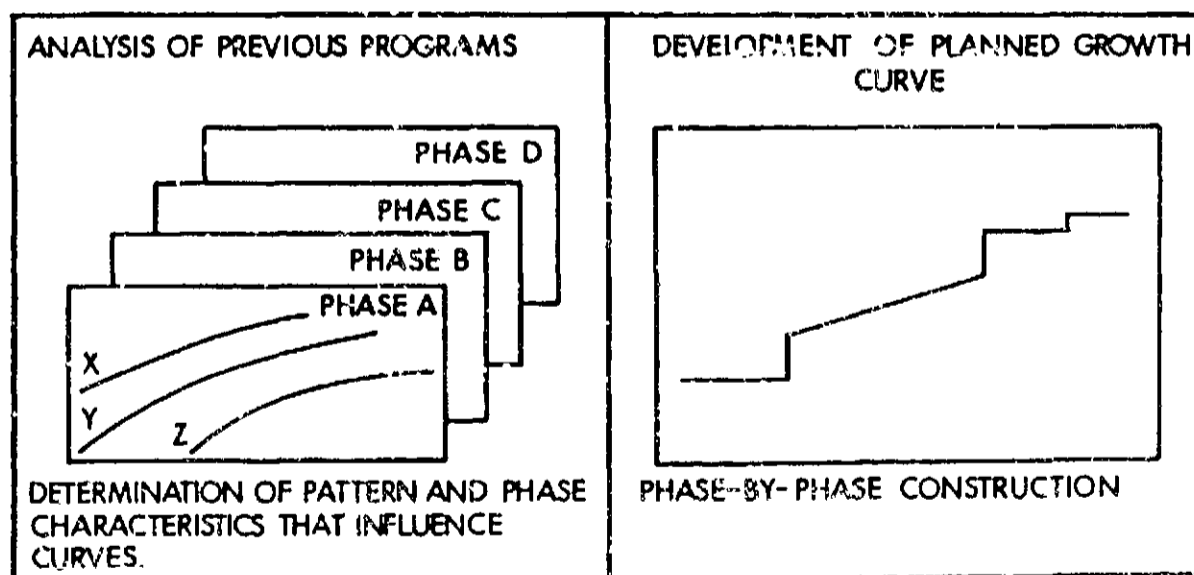 ANALYSIS OF PREVIOUS PROGRAMS
PHASE D
PHASE C
PHASE B
PHASE A
X
Y
Z
DETERMINATION OF PATTERN AND PHASE
CHARACTERISTICS THAT INFLUENCE
CURVES.
DEVELOPMENT OF PLANNED GROWTH
CURVE
PHASE-BY-PHASE CONSTRUCTION